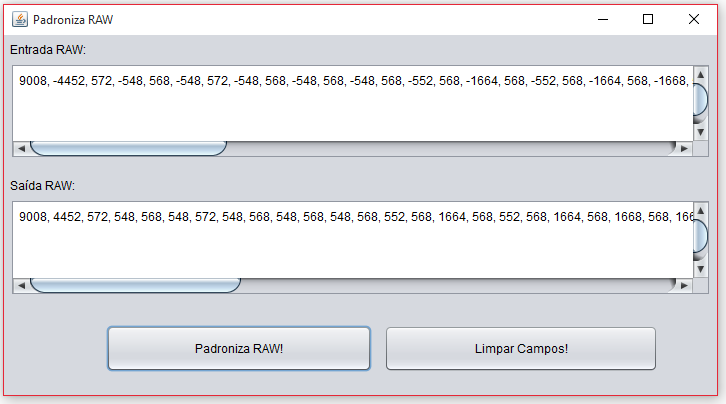 Padroniza RAW
Entrada RAW:
9008, -4452, 572, -548, 568, -548, 572, -548, 568, -548, 568, -548, 568, -552, 568, -1664, 568, -552, 568, -1664, 568, -1668,
Saída RAW:
9008, 4452, 572, 548, 568, 548, 572, 548, 568, 548, 568, 548, 568, 552, 568, 1664, 568, 552, 568, 1664, 568, 1668, 568, 166
Padroniza RAW!
Limpar Campos!